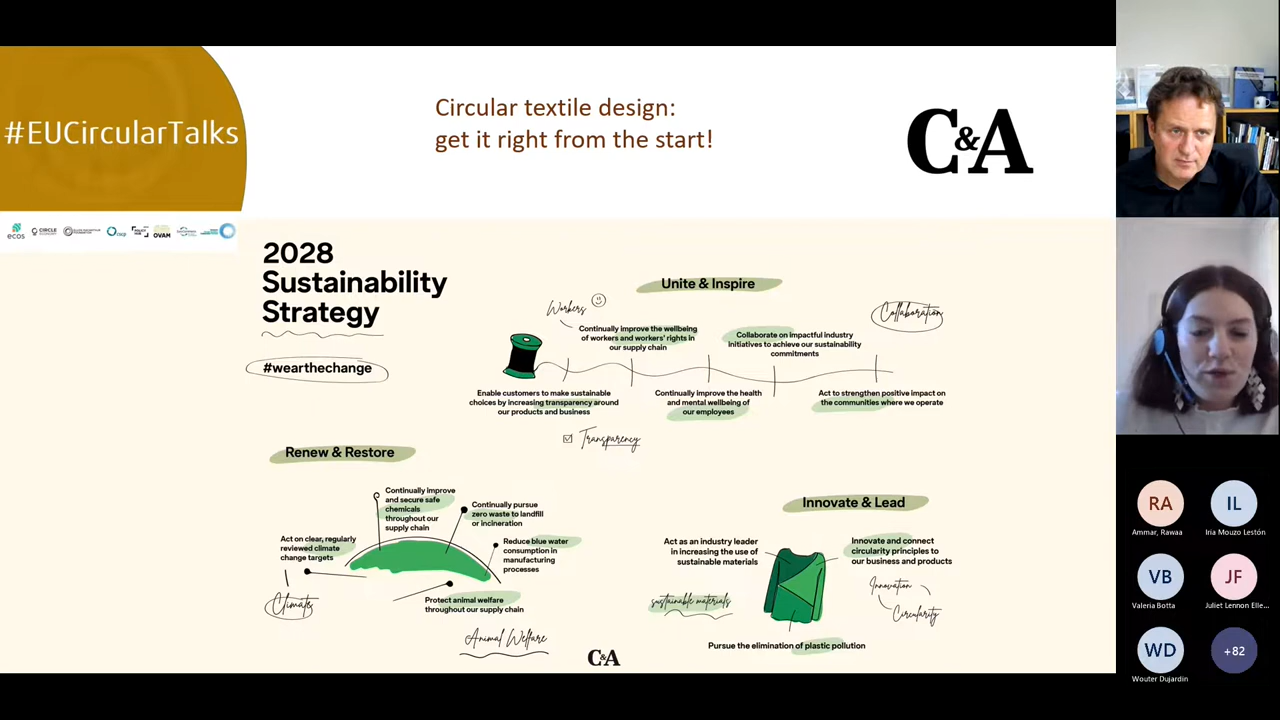 #EUCircularTalks
Circular textile design:
get it right from the start!
C&A
ecos
CIRCLE
ECONOMY
OVAM
2028
Sustainability
Strategy
#wearthechange
Unite & Inspire
Workers
Continually improve the wellbeing
of workers and workers' rights in
our supply chain
Collaborate on impactful industry
initiatives to achieve our sustainability
commitments
Collaboration
Enable customers to make sustainable
choices by increasing transparency around
our products and business
Continually improve the health
and mental wellbeing of
our employees
Act to strengthen positive impact on
the communities where we operate
Transparency
Renew & Restore
Continually improve
and secure safe
chemicals
throughout our
supply chain
Continually pursue
zero waste to landfill
or incineration
Act on clear, regularly
reviewed climate
change targets
Reduce blue water
consumption in
manufacturing
processes
Climate
Protect animal welfare
throughout our supply chain
Animal Welfare
Innovate & Lead
Act as an industry leader
in increasing the use of
sustainable materials
Innovate and connect
circularity principles to
our business and products
sustainable materials
Innovation
Circularity
Pursue the elimination of plastic pollution
C&A
RA
Ammar, Rawaa
IL
Iria Mouzo Lestón
VB
Valeria Botta
JF
Juliet Lennon Elle...
WD
Wouter Dujardin
+82